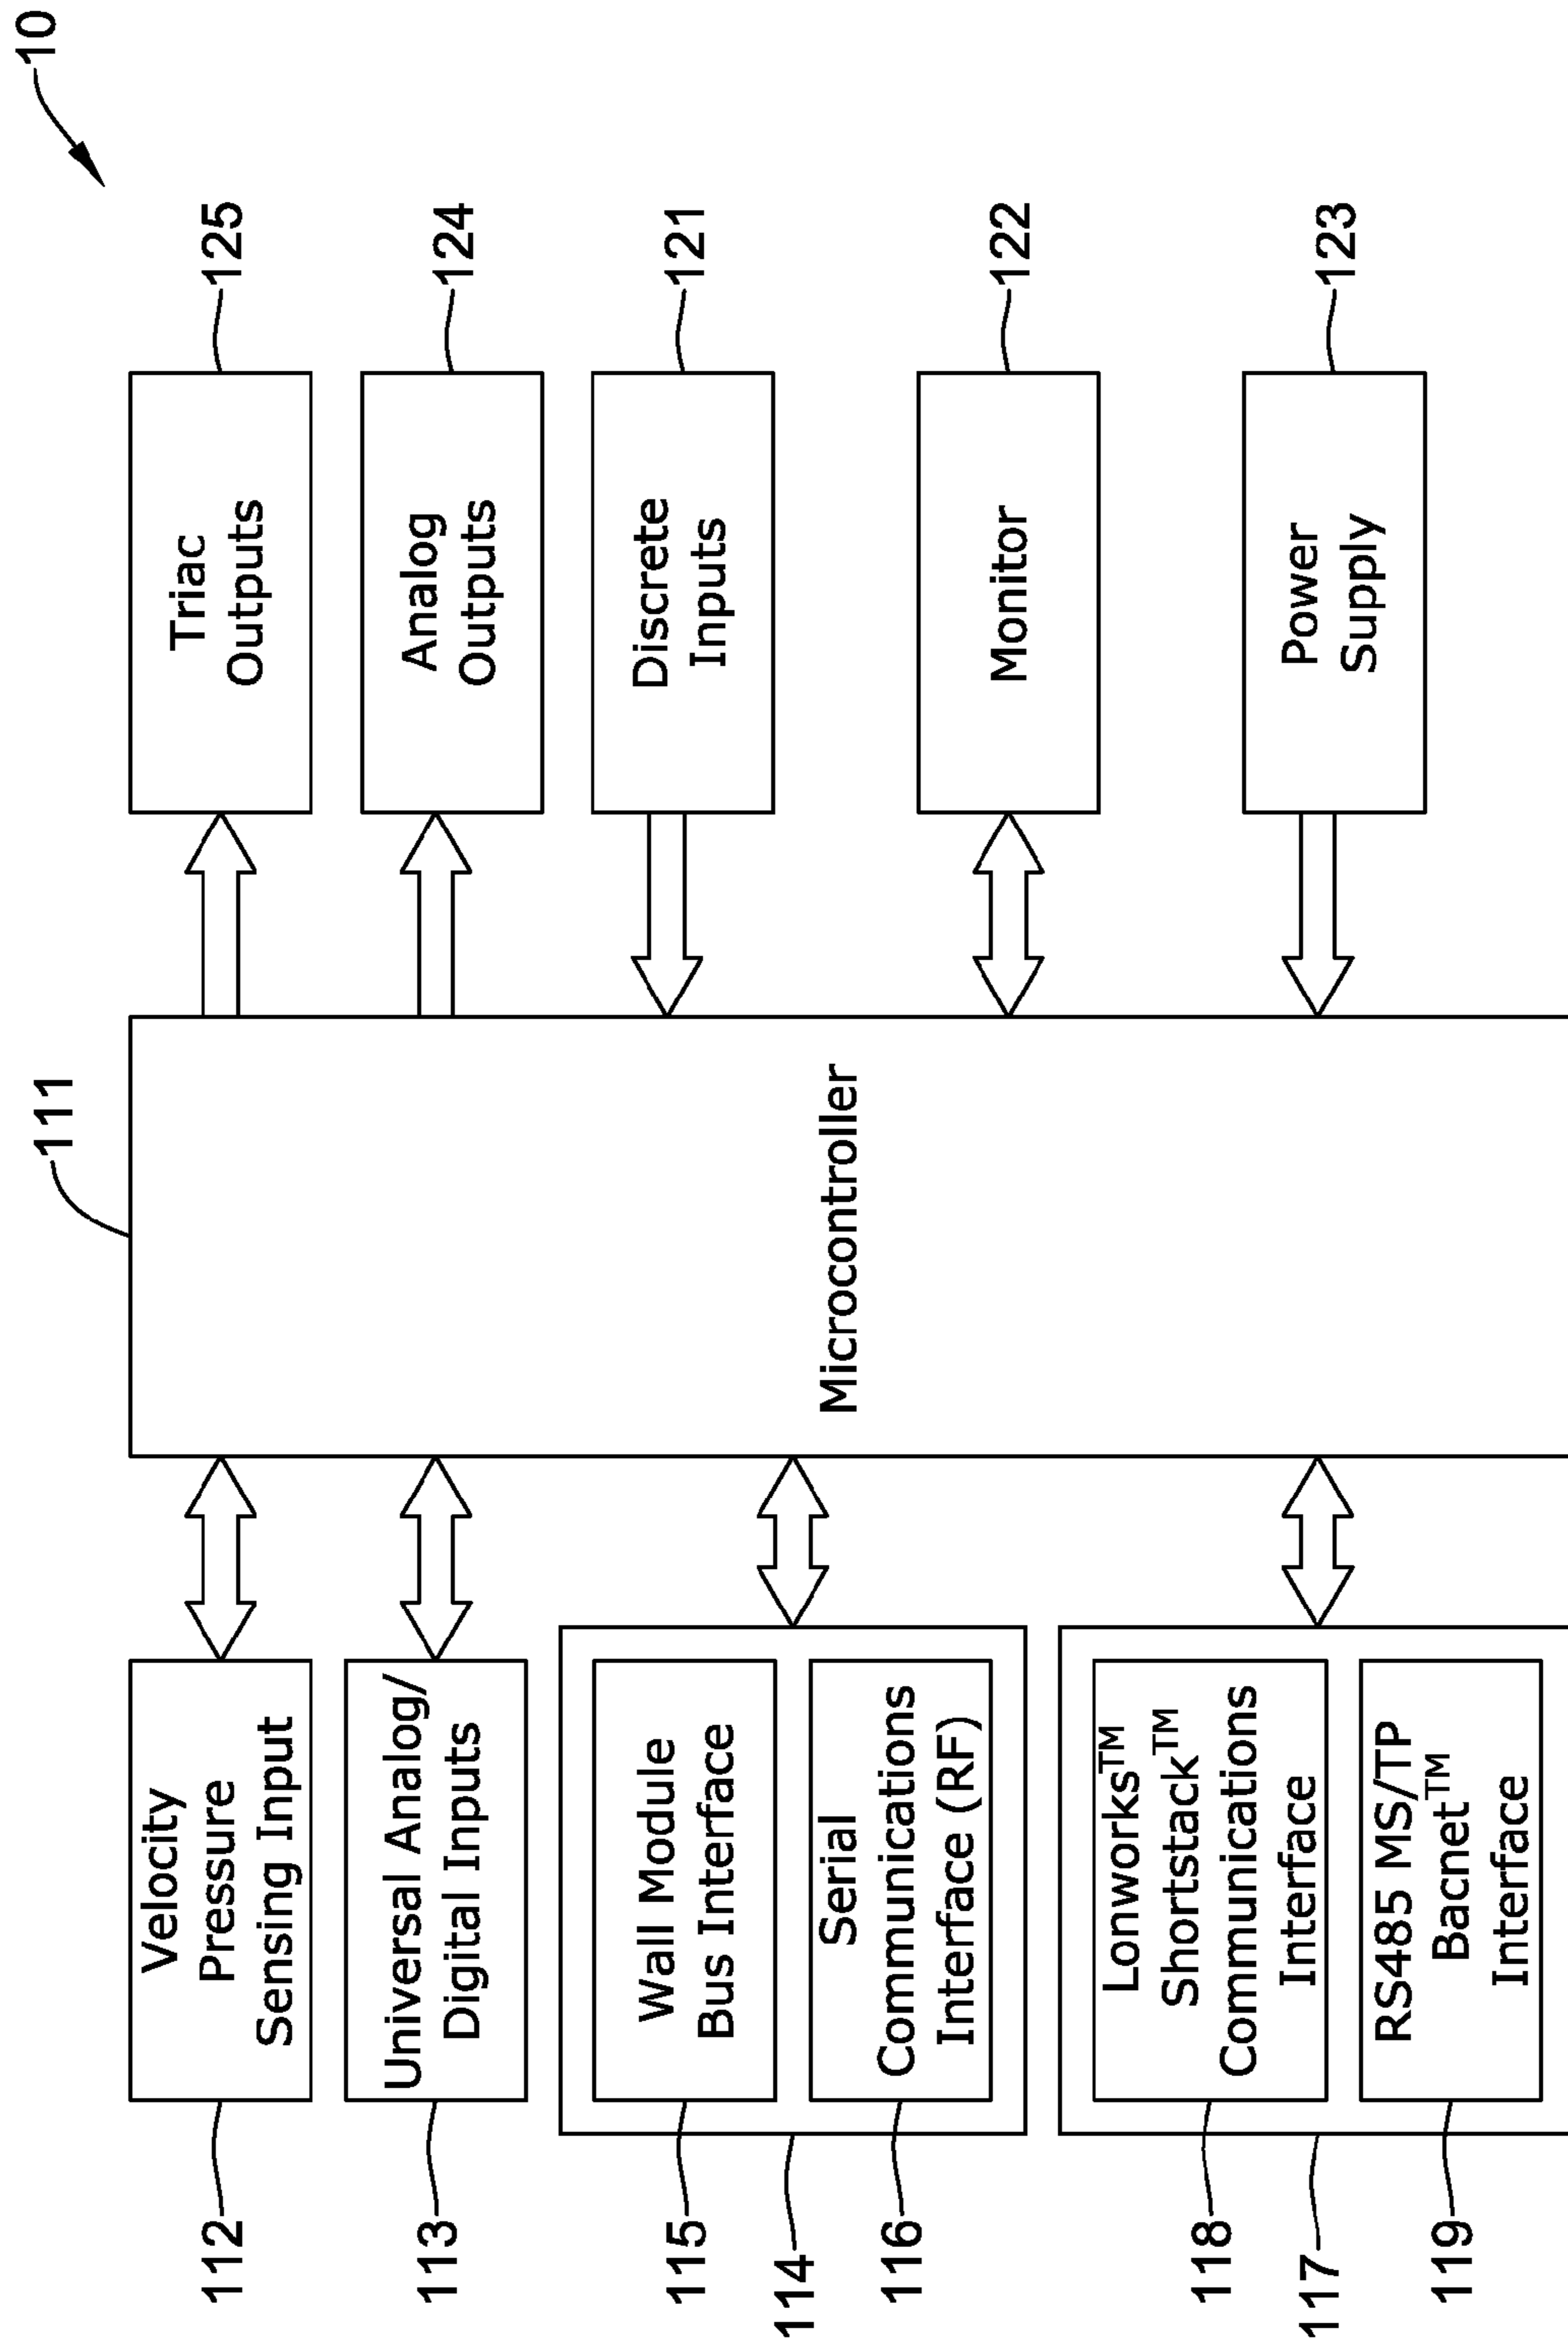 10
111
112
Velocity
Pressure
Sensing Input
113
Universal Analog/
Digital Inputs
115
Wall Module
Bus Interface
114
116
Serial
Communications
Interface (RF)
118
Lonworks™
Shortstack™
Communications
Interface
117
119
RS485 MS/TP
Bacnet™
Interface
Microcontroller
Triac
Outputs
125
Analog
Outputs
124
Discrete
Inputs
121
Monitor
122
Power
Supply
123